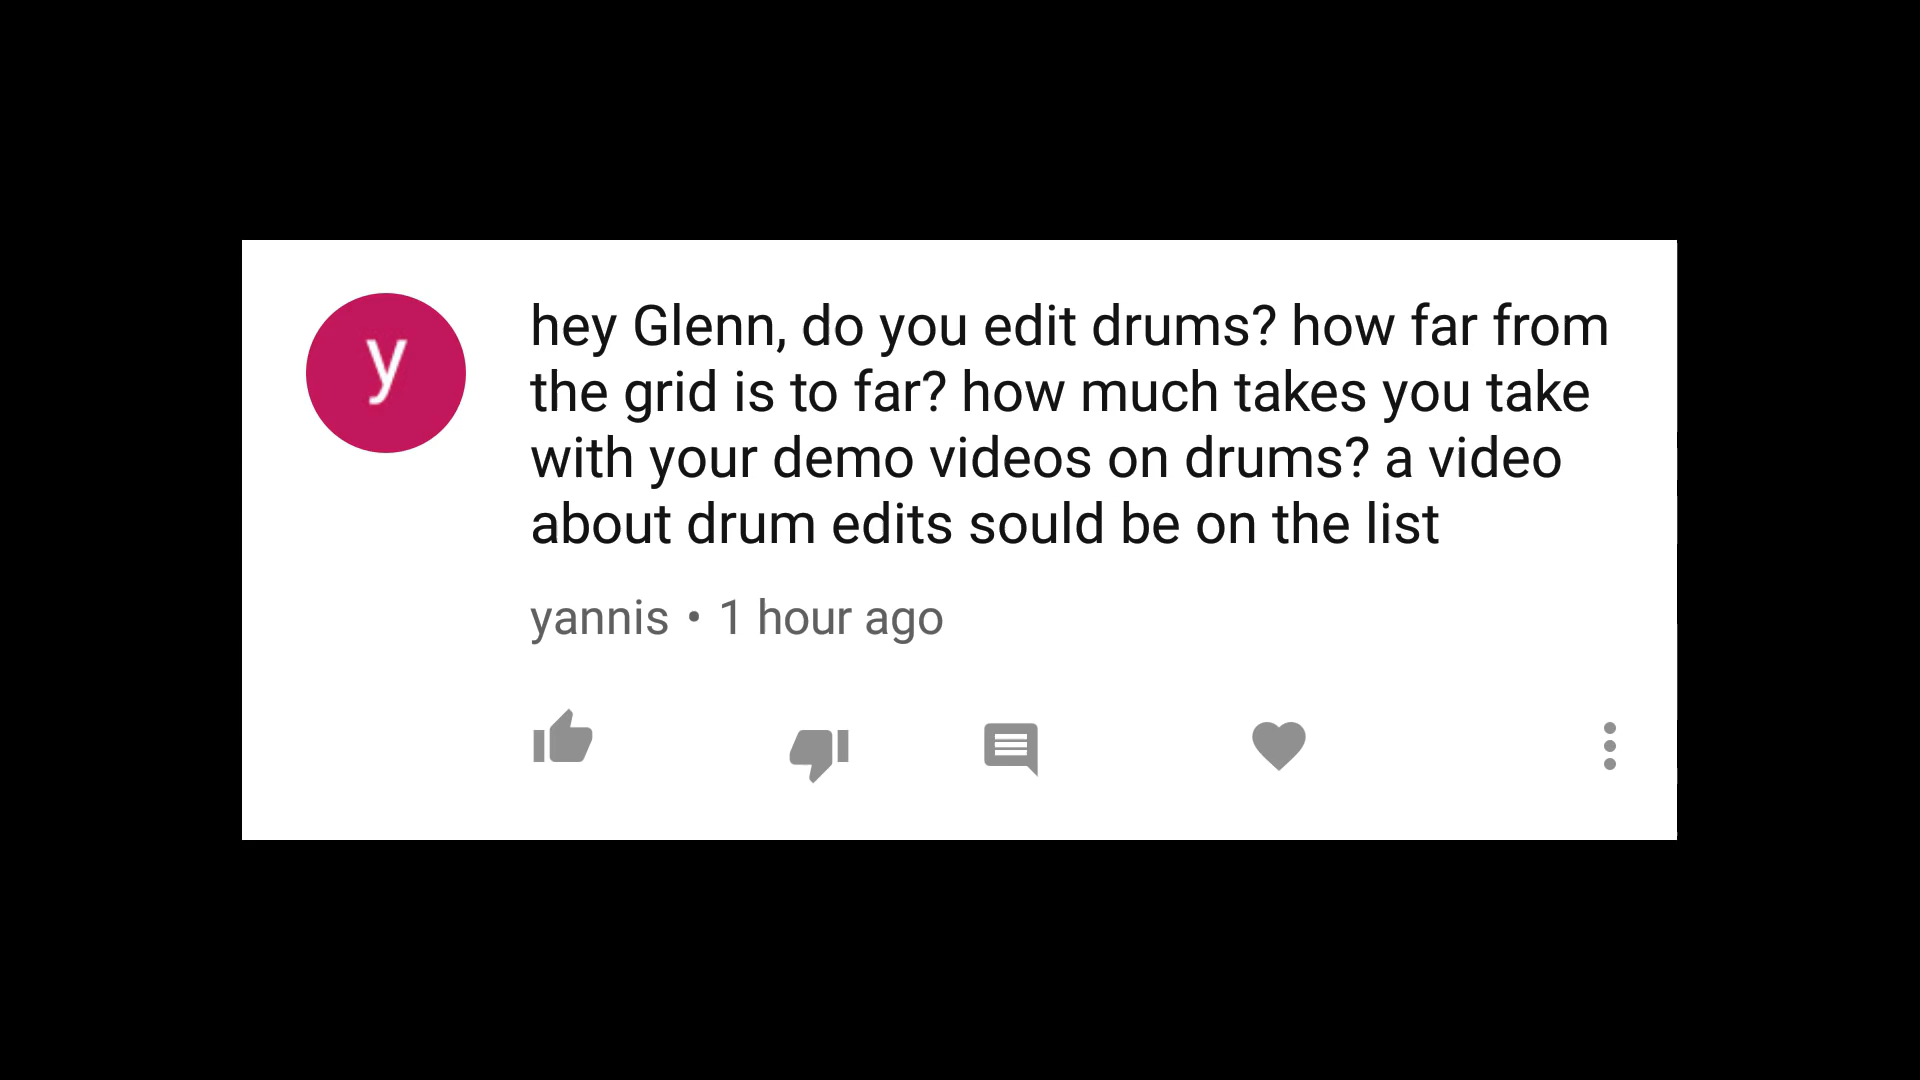 y
hey Glenn, do you edit drums? how far from
the grid is to far? how much takes you take
with your demo videos on drums? a video
about drum edits sould be on the list
yannis • 1 hour ago